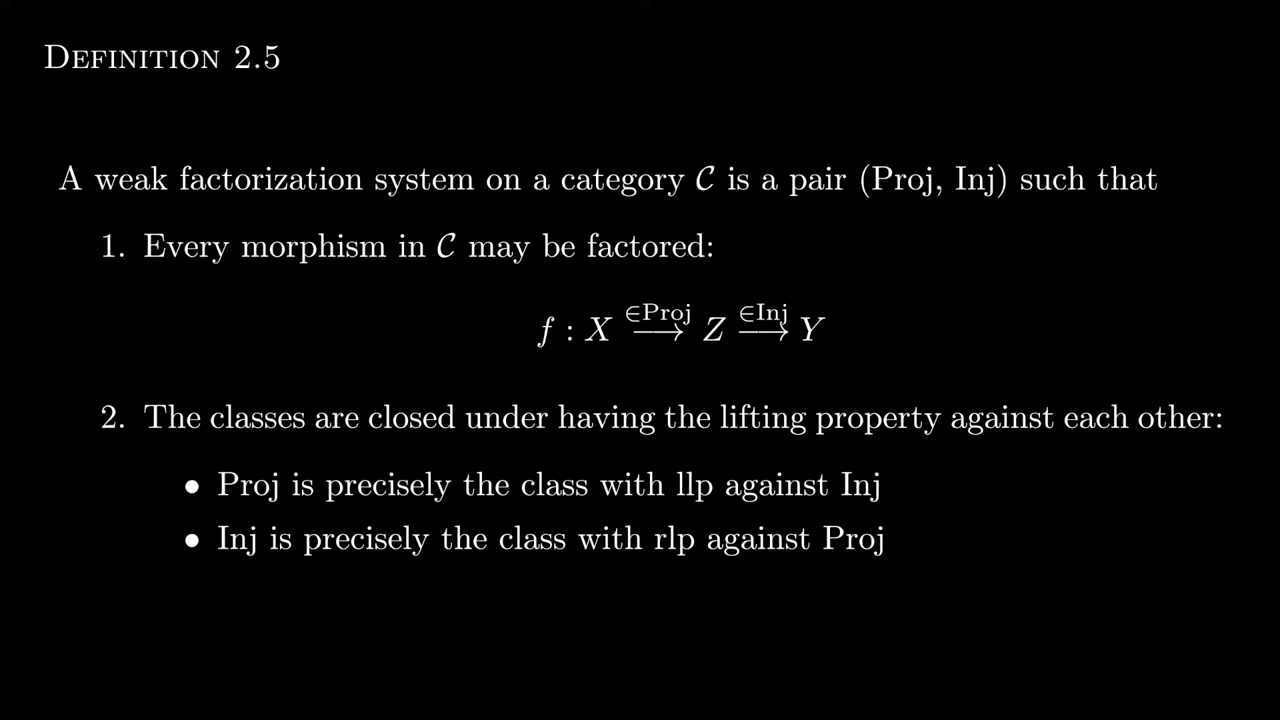 DEFINITION 2.5
A weak factorization system on a category 𝒞 is a pair (Proj, Inj) such that
1. Every morphism in 𝒞 may be factored:
f : X ∈Proj⟶ Z ∈Inj⟶ Y
2. The classes are closed under having the lifting property against each other:
• Proj is precisely the class with llp against Inj
• Inj is precisely the class with rlp against Proj